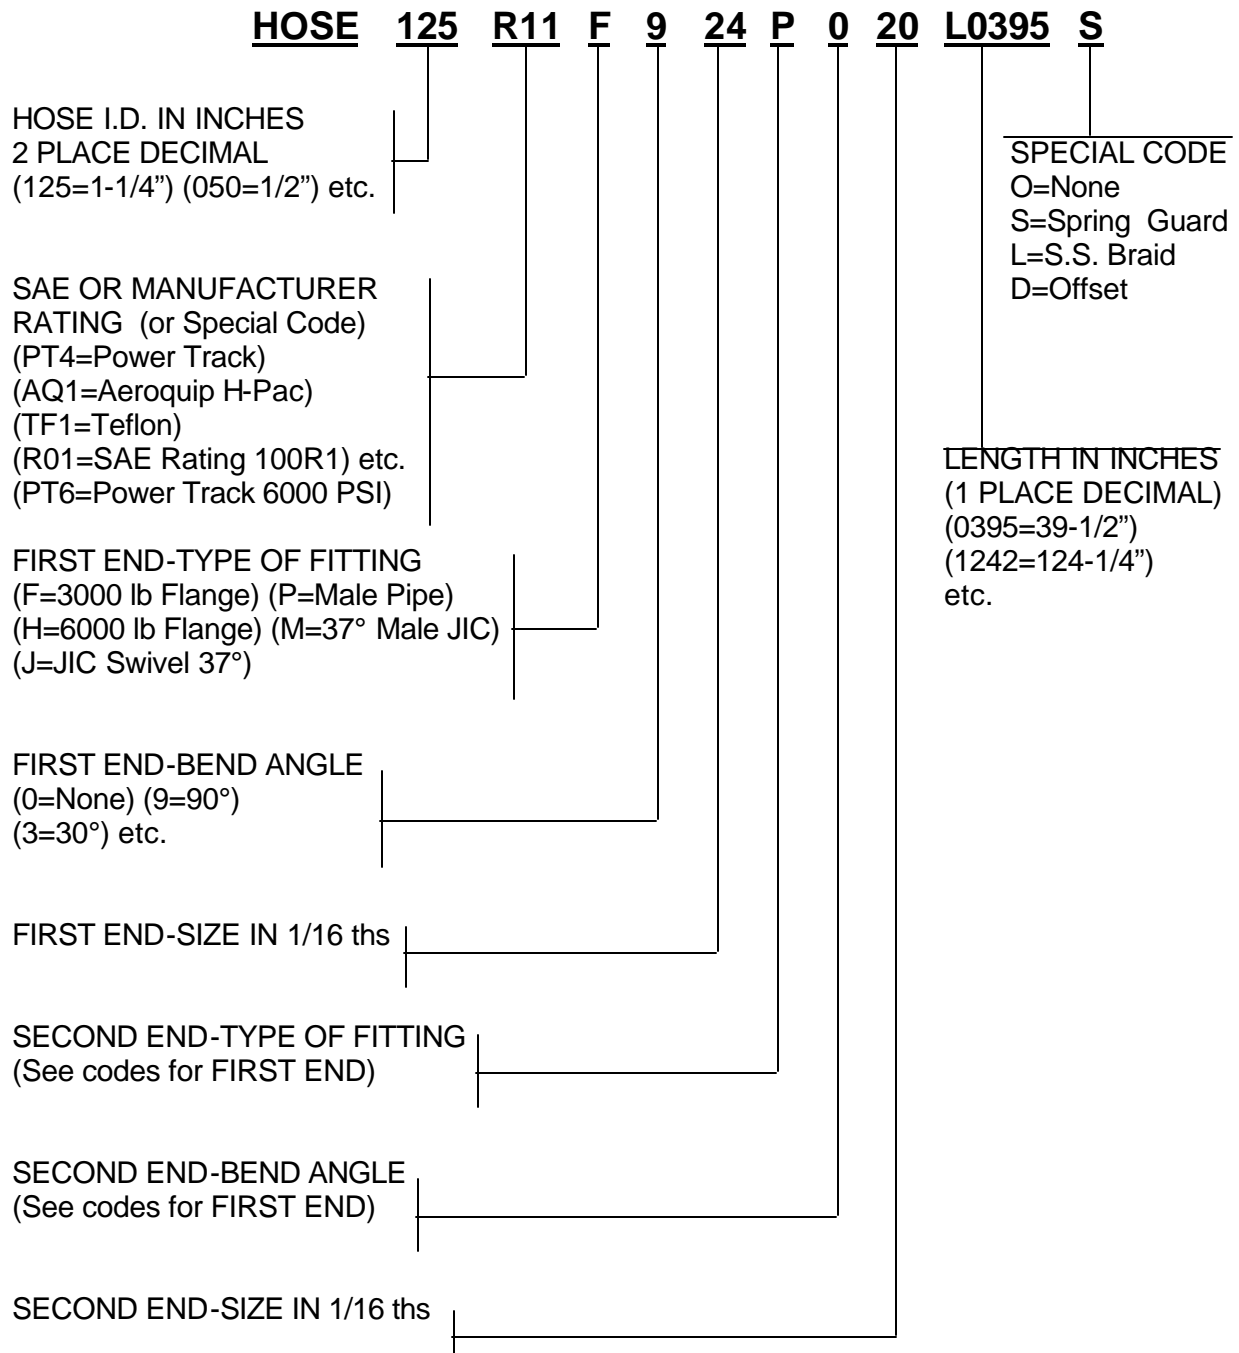 HOSE 125 R11 F 9 24 P 0 20 L0395 S
HOSE I.D. IN INCHES
2 PLACE DECIMAL
(125=1-1/4”) (050=1/2”) etc.
SPECIAL CODE
O=None
S=Spring Guard
L=S.S. Braid
D=Offset
SAE OR MANUFACTURER
RATING (or Special Code)
(PT4=Power Track)
(AQ1=Aeroquip H-Pac)
(TF1=Teflon)
(R01=SAE Rating 100R1) etc.
(PT6=Power Track 6000 PSI)
LENGTH IN INCHES
(1 PLACE DECIMAL)
(0395=39-1/2”)
(1242=124-1/4”)
etc.
FIRST END-TYPE OF FITTING
(F=3000 lb Flange) (P=Male Pipe)
(H=6000 lb Flange) (M=37° Male JIC)
(J=JIC Swivel 37°)
FIRST END-BEND ANGLE
(0=None) (9=90°)
(3=30°) etc.
FIRST END-SIZE IN 1/16 ths
SECOND END-TYPE OF FITTING
(See codes for FIRST END)
SECOND END-BEND ANGLE
(See codes for FIRST END)
SECOND END-SIZE IN 1/16 ths